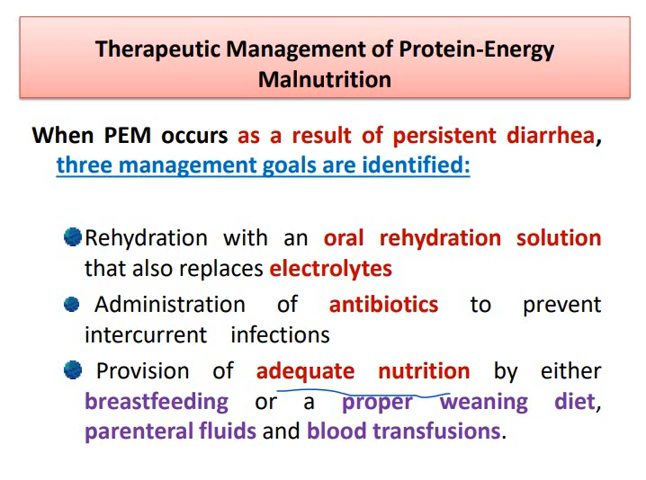 Therapeutic Management of Protein-Energy
Malnutrition
When PEM occurs as a result of persistent diarrhea,
three management goals are identified:
Rehydration with an oral rehydration solution
that also replaces electrolytes
Administration of antibiotics to prevent
intercurrent infections
Provision of adequate nutrition by either
breastfeeding or a proper weaning diet,
parenteral fluids and blood transfusions.